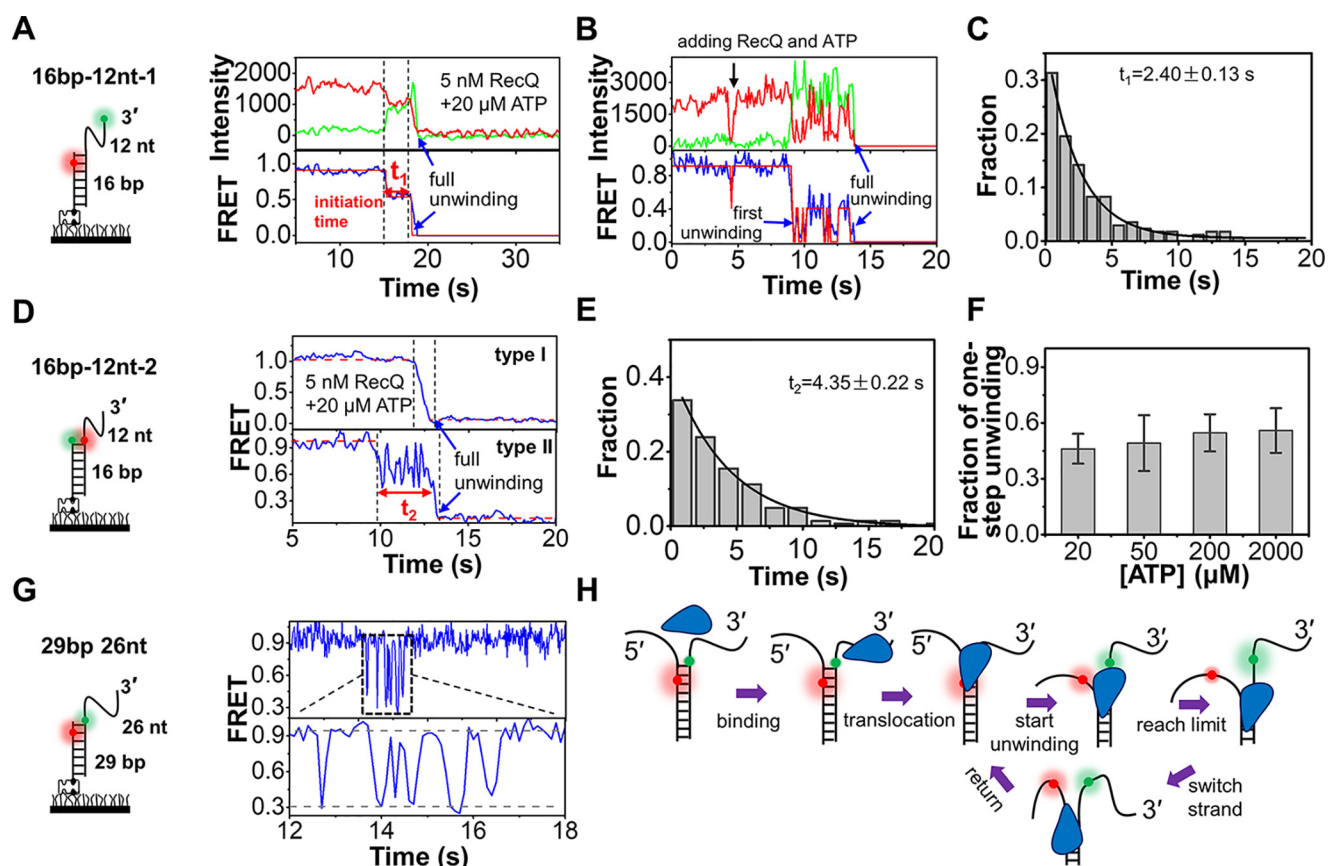 A
16bp-12nt-1
3′
12 nt
16 bp
Intensity
2000
1000
0
5 nM RecQ
+20 µM ATP
FRET
1.0
0.5
0.0
t1
initiation
time
full
unwinding
10
20
30
Time (s)
B
adding RecQ and ATP
Intensity
3000
1500
0
FRET
0.8
0.4
0.0
first
unwinding
full
unwinding
0
5
10
15
20
Time (s)
C
Fraction
0.3
0.2
0.1
0.0
t1=2.40±0.13 s
0
5
10
15
20
Time (s)
D
16bp-12nt-2
3′
12 nt
16 bp
FRET
1.0
0.5
0.0
type I
5 nM RecQ
+20 µM ATP
0.9
0.6
0.3
type II
full
unwinding
t2
5
10
15
20
Time (s)
E
Fraction
0.4
0.2
0.0
t2=4.35±0.22 s
0
5
10
15
20
Time (s)
F
Fraction of one-
step unwinding
0.9
0.6
0.3
0.0
20
50
200
2000
[ATP] (µM)
G
29bp 26nt
3′
26 nt
29 bp
FRET
0.9
0.6
0.3
0.9
0.6
0.3
12
14
16
18
Time (s)
H
5′
3′
binding
5′
3′
translocation
3′
start
unwinding
3′
reach limit
3′
switch
strand
3′
return